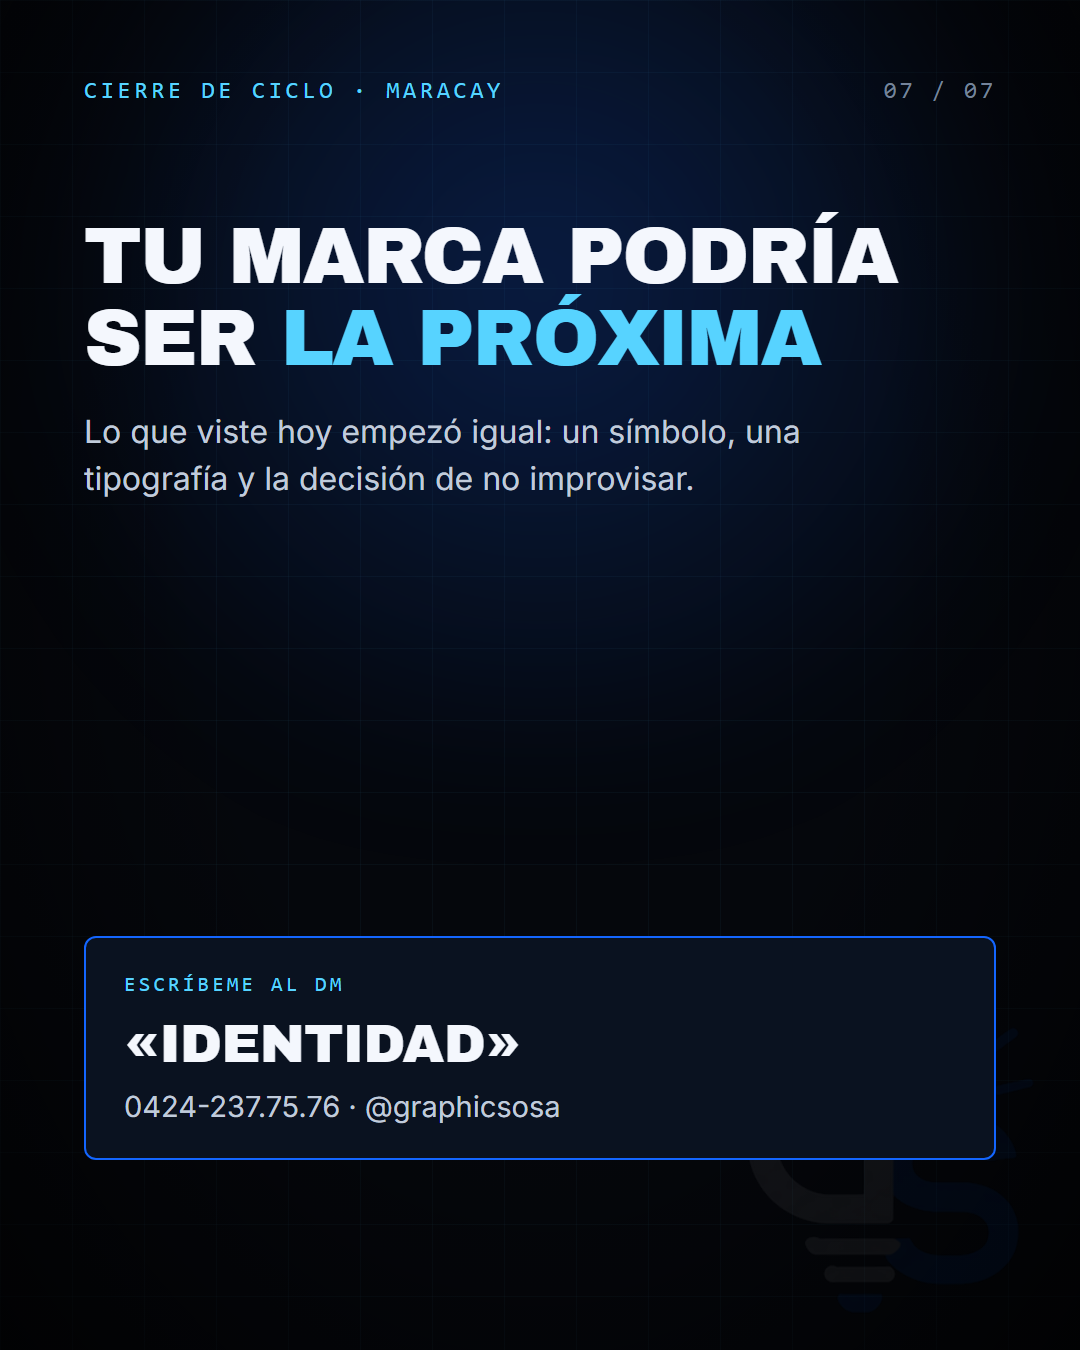 CIERRE DE CICLO · MARACAY
07 / 07
TU MARCA PODRÍA
SER LA PRÓXIMA
Lo que viste hoy empezó igual: un símbolo, una
tipografía y la decisión de no improvisar.
ESCRÍBEME AL DM
«IDENTIDAD»
0424-237.75.76 · @graphicsosa